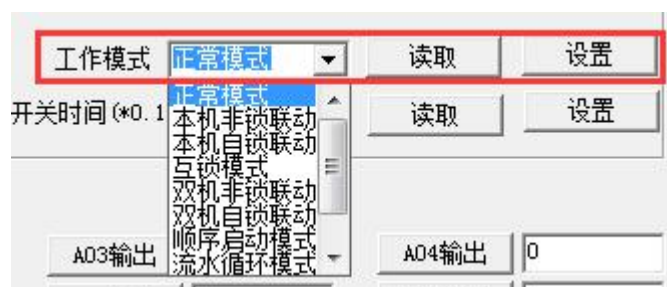 工作模式 正常模式 读取 设置
开关时间(*0.1 读取 设置
正常模式
本机非锁联动
本机自锁联动
互锁模式
双机非锁联动
双机自锁联动
顺序启动模式
流水循环模式
A03输出 A04输出 0